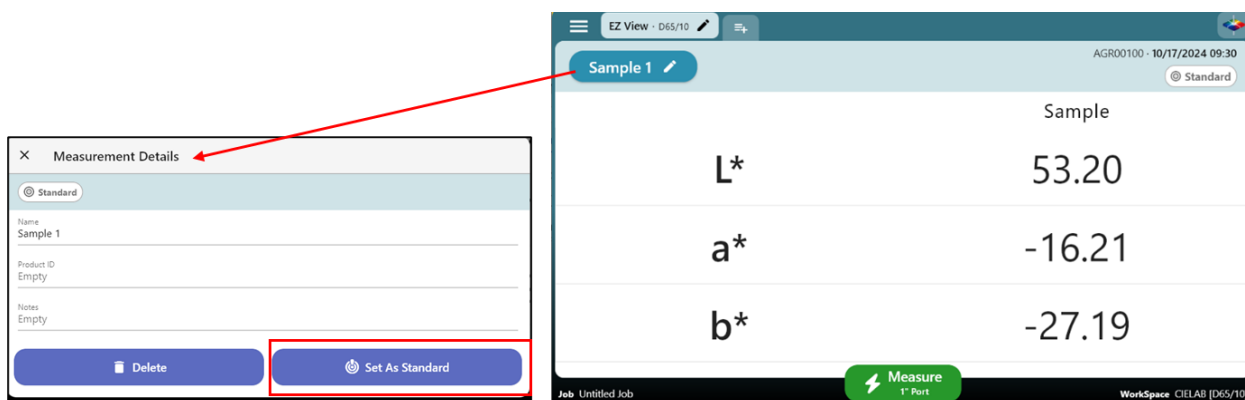 Measurement Details
Standard
Name
Sample 1
Product ID
Empty
Notes
Empty
Delete
Set As Standard
EZ View · D65/10
Sample 1
AGR00100 · 10/17/2024 09:30
Standard
Sample
L* 53.20
a* -16.21
b* -27.19
Measure
1" Port
Job Untitled Job
WorkSpace CIELAB [D65/10